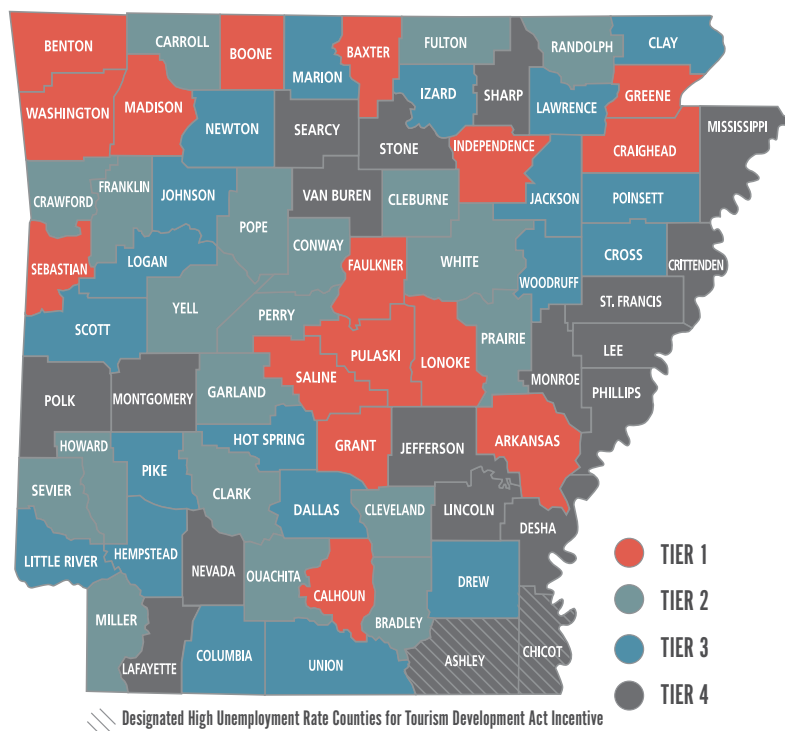 BENTON
CARROLL
BOONE
MARION
BAXTER
FULTON
RANDOLPH
CLAY
WASHINGTON
MADISON
NEWTON
SEARCY
IZARD
SHARP
LAWRENCE
GREENE
STONE
INDEPENDENCE
CRAIGHEAD
MISSISSIPPI
CRAWFORD
FRANKLIN
JOHNSON
POPE
VAN BUREN
CLEBURNE
JACKSON
POINSETT
SEBASTIAN
LOGAN
CONWAY
FAULKNER
WHITE
WOODRUFF
CROSS
CRITTENDEN
SCOTT
YELL
PERRY
ST. FRANCIS
PULASKI
LONOKE
PRAIRIE
LEE
POLK
MONTGOMERY
GARLAND
SALINE
MONROE
PHILLIPS
HOWARD
PIKE
HOT SPRING
GRANT
JEFFERSON
ARKANSAS
SEVIER
CLARK
DALLAS
CLEVELAND
LINCOLN
DESHA
LITTLE RIVER
HEMPSTEAD
NEVADA
OUACHITA
CALHOUN
BRADLEY
DREW
MILLER
LAFAYETTE
COLUMBIA
UNION
ASHLEY
CHICOT
TIER 1
TIER 2
TIER 3
TIER 4
Designated High Unemployment Rate Counties for Tourism Development Act Incentive